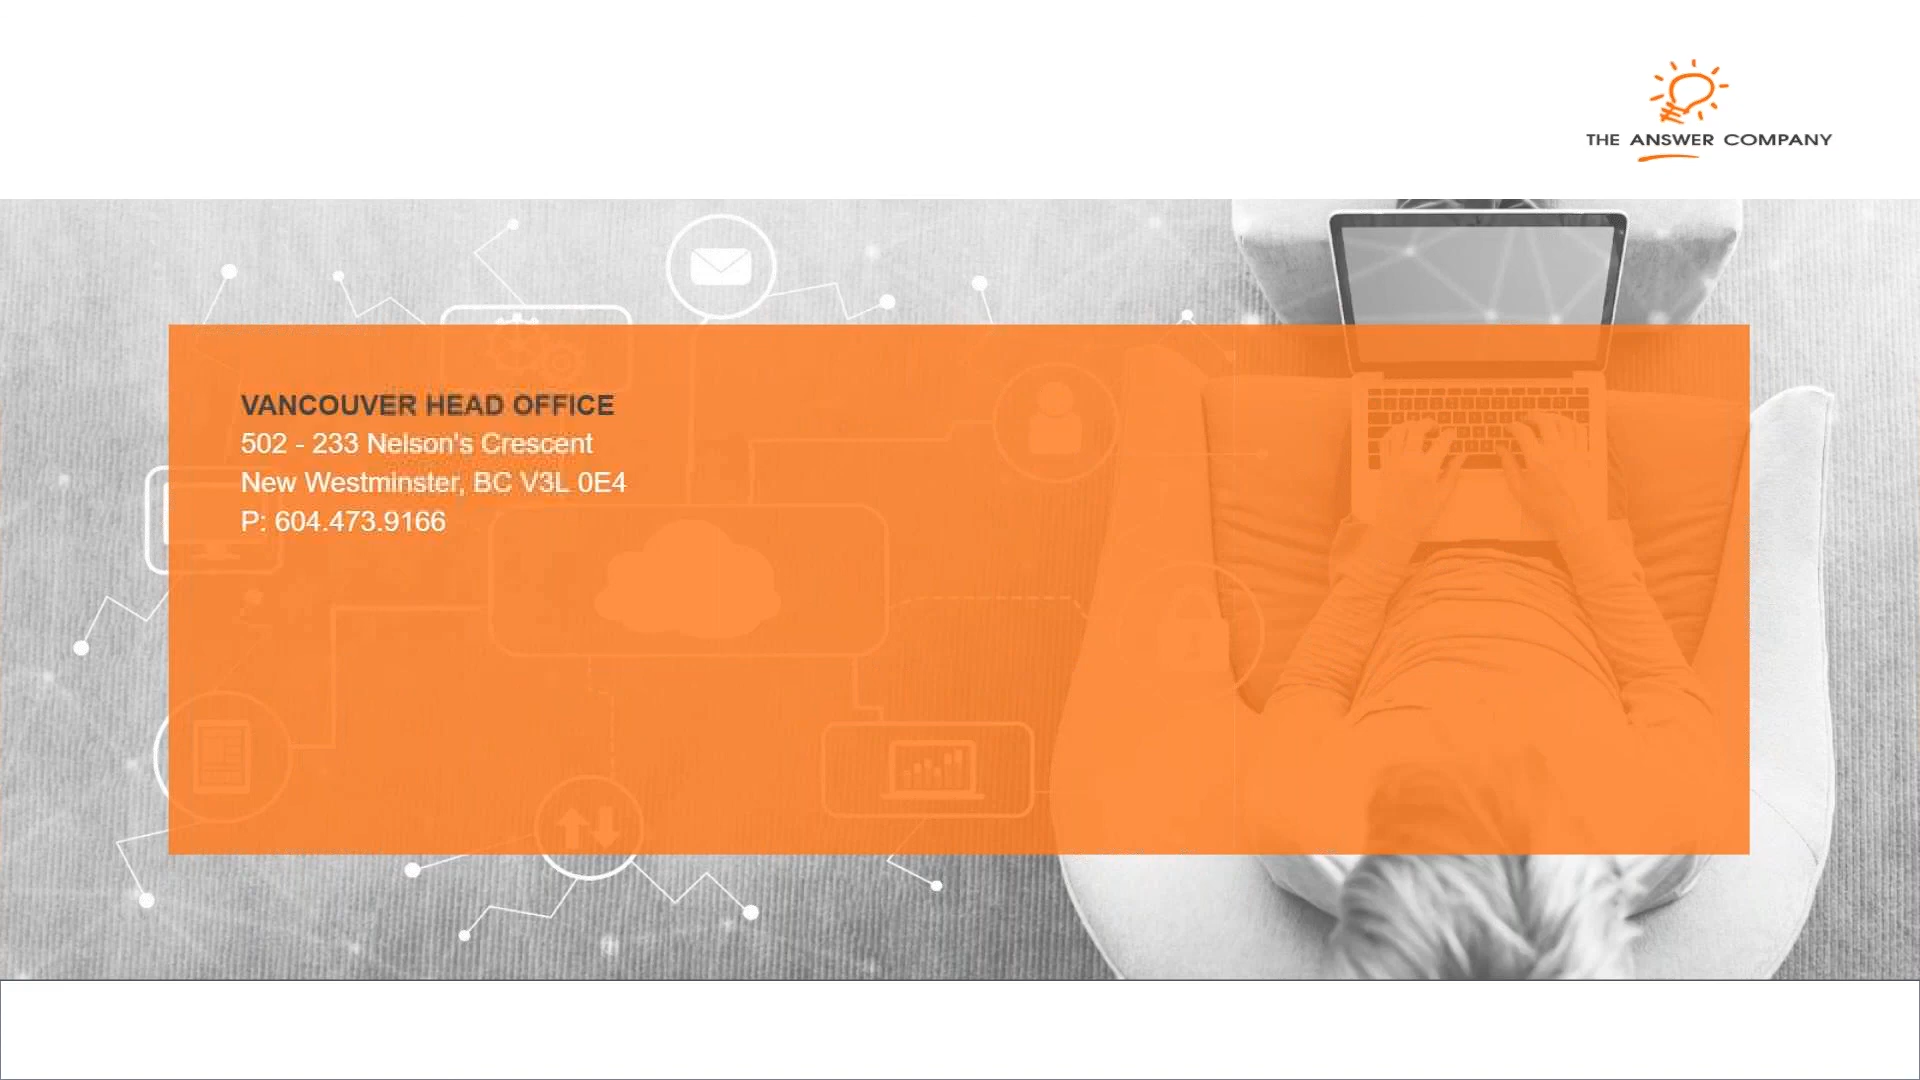 THE ANSWER COMPANY
VANCOUVER HEAD OFFICE
502 - 233 Nelson's Crescent
New Westminster, BC V3L 0E4
P: 604.473.9166